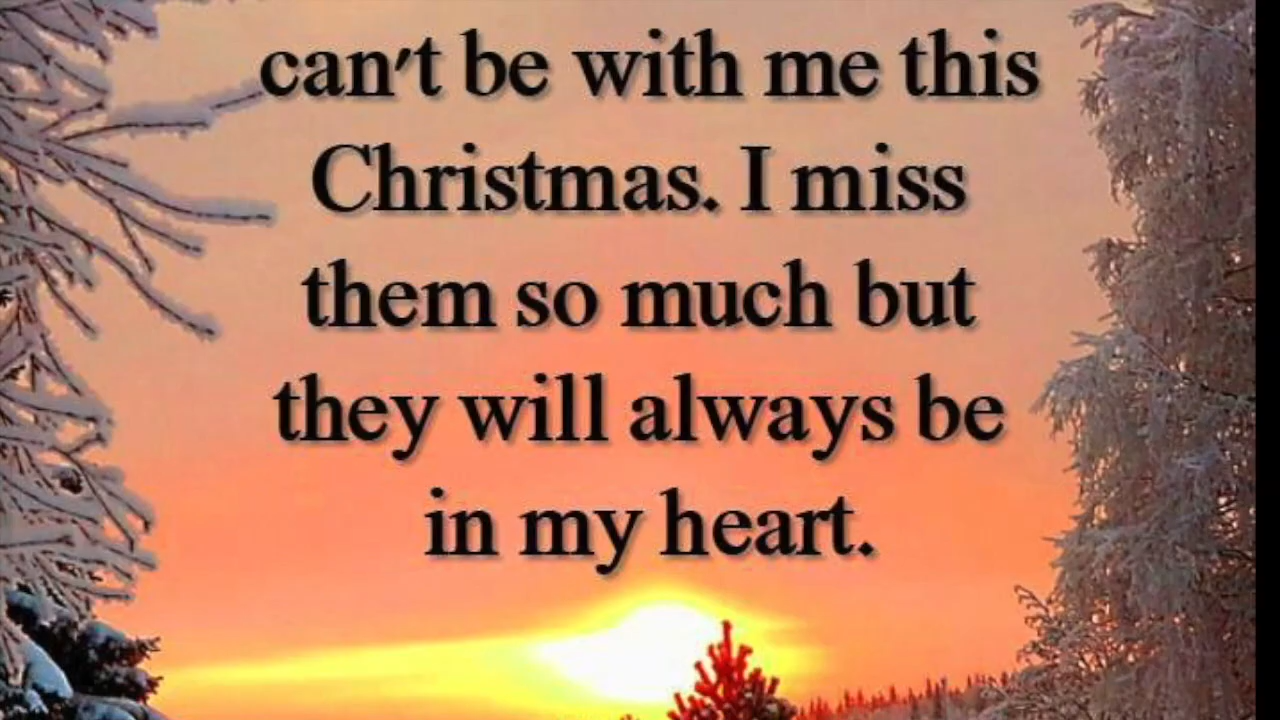 can't be with me this
Christmas. I miss
them so much but
they will always be
in my heart.